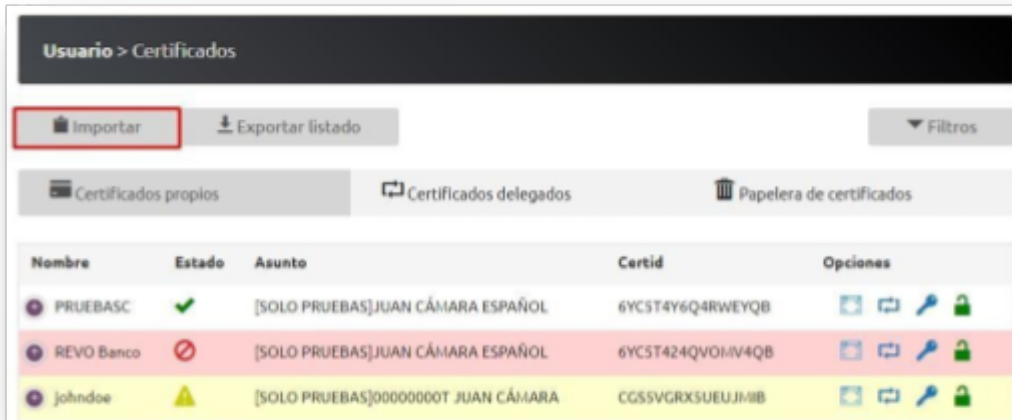 Usuario > Certificados
Importar Exportar listado Filtros
Certificados propios Certificados delegados Papelera de certificados
Nombre Estado Asunto Certid Opciones
PRUEBASC [SOLO PRUEBAS]JUAN CÁMARA ESPAÑOL 6YC5T4Y6Q4RWEYQB
REVO Banco [SOLO PRUEBAS]JUAN CÁMARA ESPAÑOL 6YC5T424QVOMV4QB
johndoe [SOLO PRUEBAS]00000000T JUAN CÁMARA